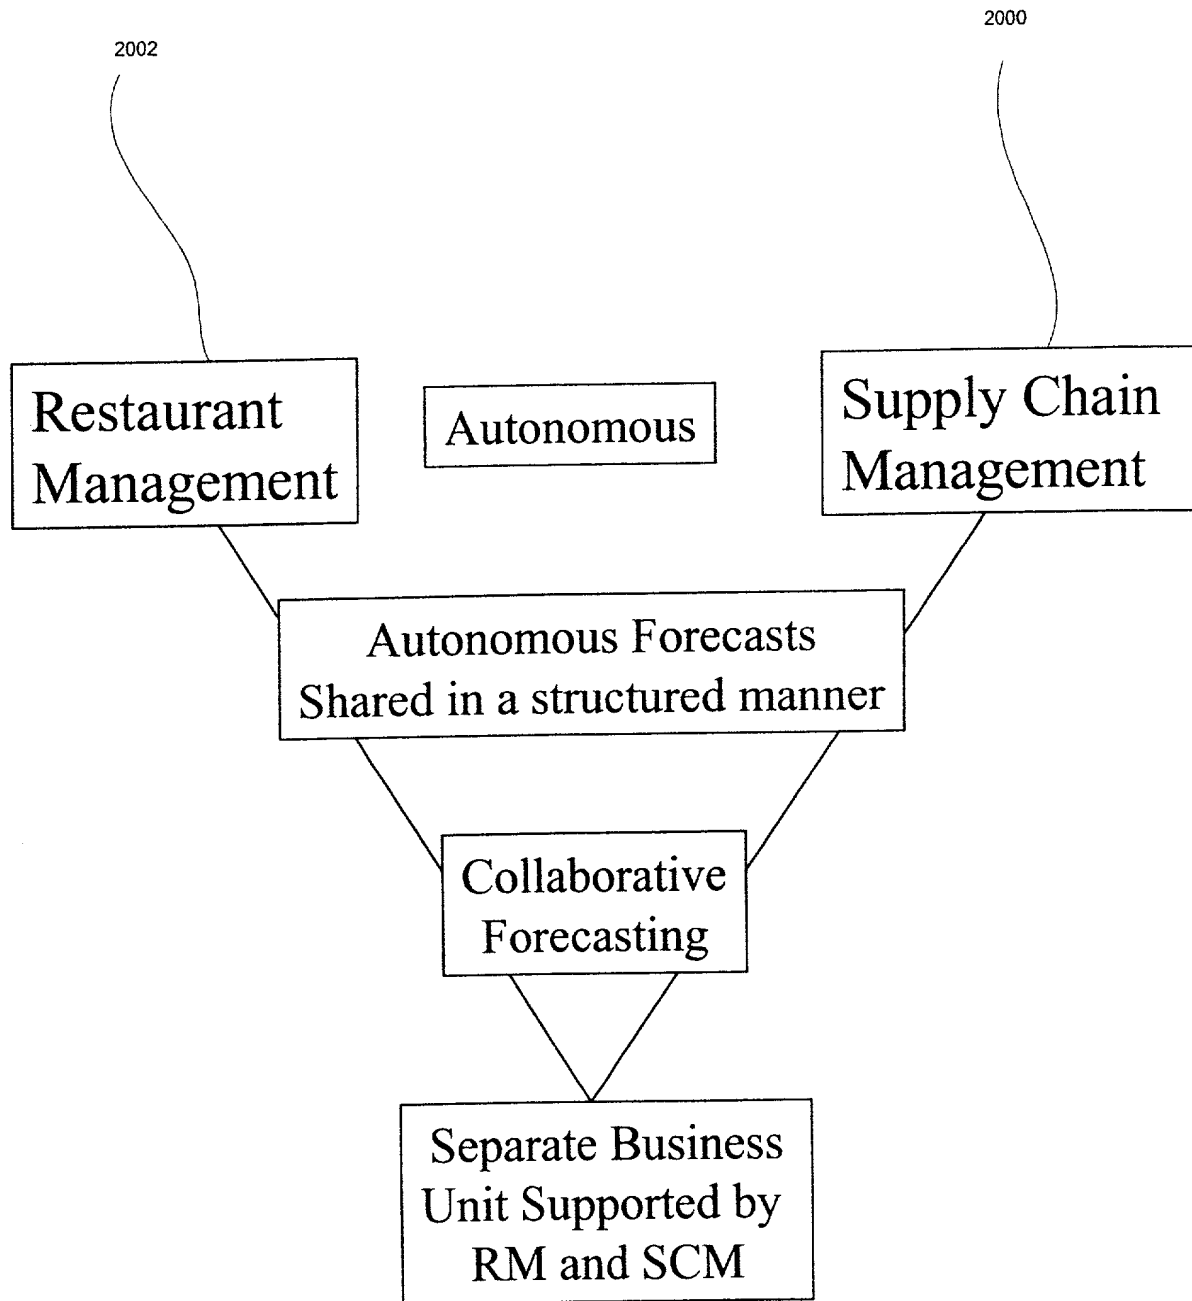 2002
2000
Restaurant
Management
Autonomous
Supply Chain
Management
Autonomous Forecasts
Shared in a structured manner
Collaborative
Forecasting
Separate Business
Unit Supported by
RM and SCM